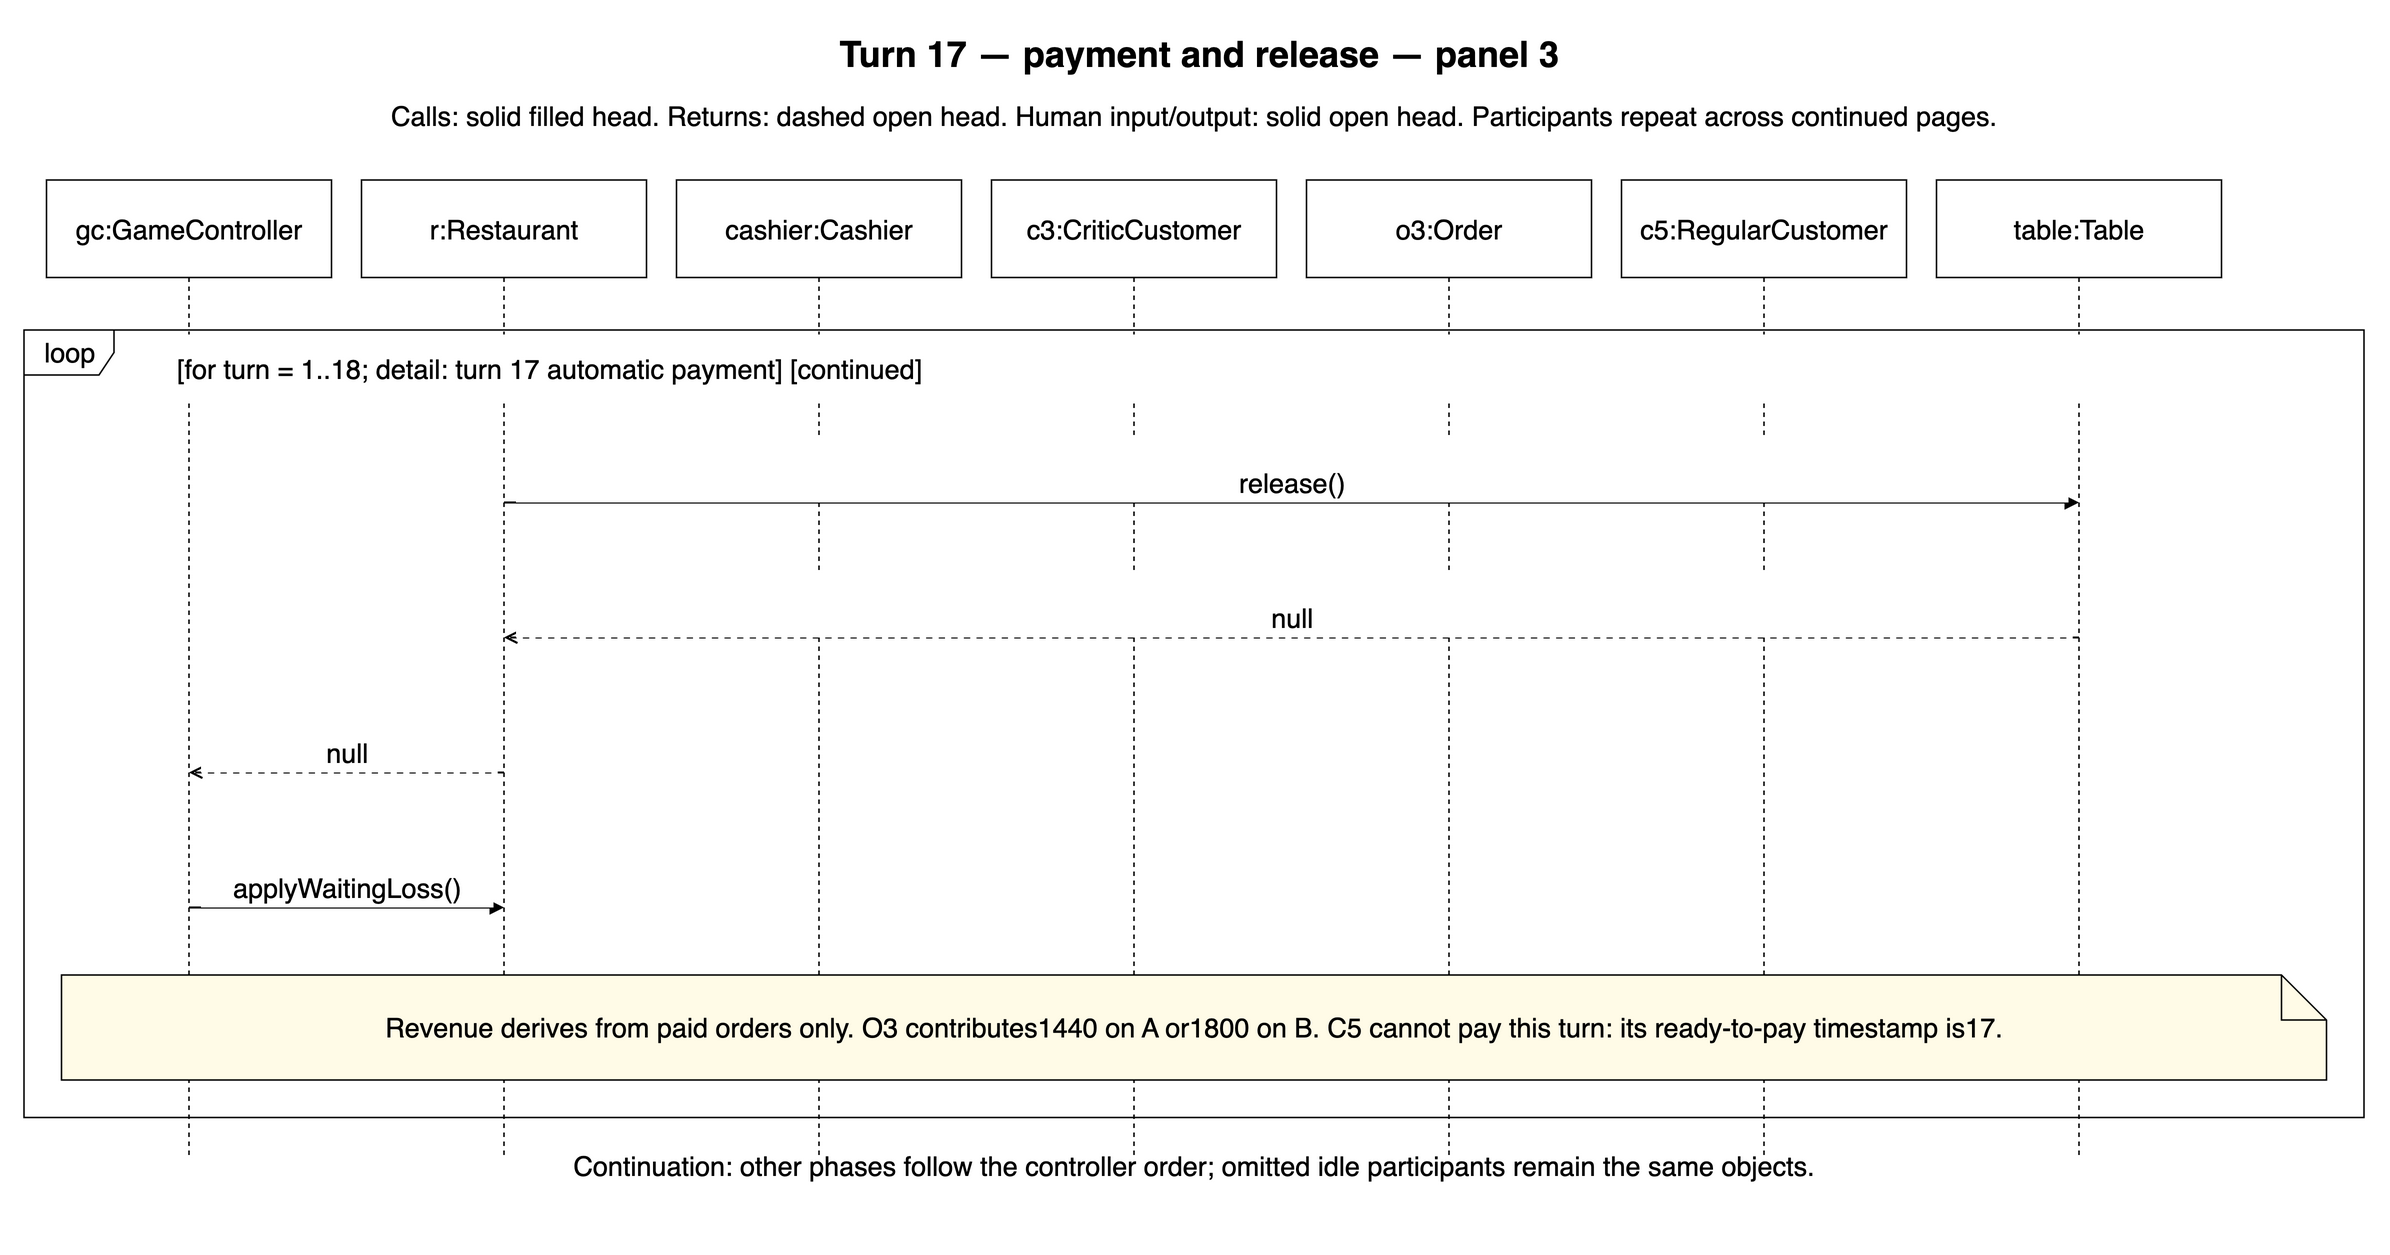 Turn 17 — payment and release — panel 3
Calls: solid filled head. Returns: dashed open head. Human input/output: solid open head. Participants repeat across continued pages.
gc:GameController
r:Restaurant
cashier:Cashier
c3:CriticCustomer
o3:Order
c5:RegularCustomer
table:Table
loop
[for turn = 1..18; detail: turn 17 automatic payment] [continued]
release()
null
null
applyWaitingLoss()
Revenue derives from paid orders only. O3 contributes1440 on A or1800 on B. C5 cannot pay this turn: its ready-to-pay timestamp is17.
Continuation: other phases follow the controller order; omitted idle participants remain the same objects.